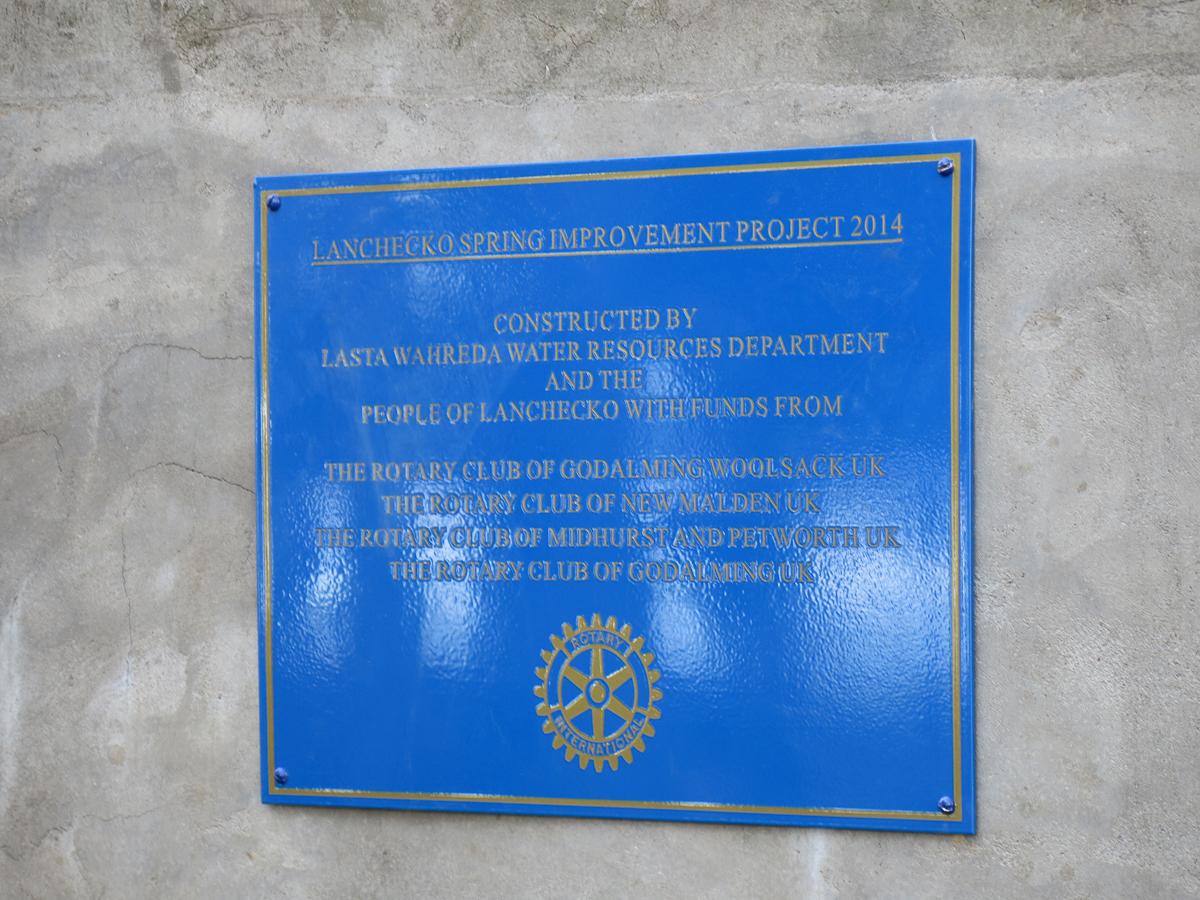 LANCHECKO SPRING IMPROVEMENT PROJECT 2014
CONSTRUCTED BY
LASTA WAHREDA WATER RESOURCES DEPARTMENT
AND THE
PEOPLE OF LANCHECKO WITH FUNDS FROM
THE ROTARY CLUB OF GODALMING WOOLSACK UK
THE ROTARY CLUB OF NEW MALDEN UK
THE ROTARY CLUB OF MIDHURST AND PETWORTH UK
THE ROTARY CLUB OF GODALMING UK
ROTARY
INTERNATIONAL